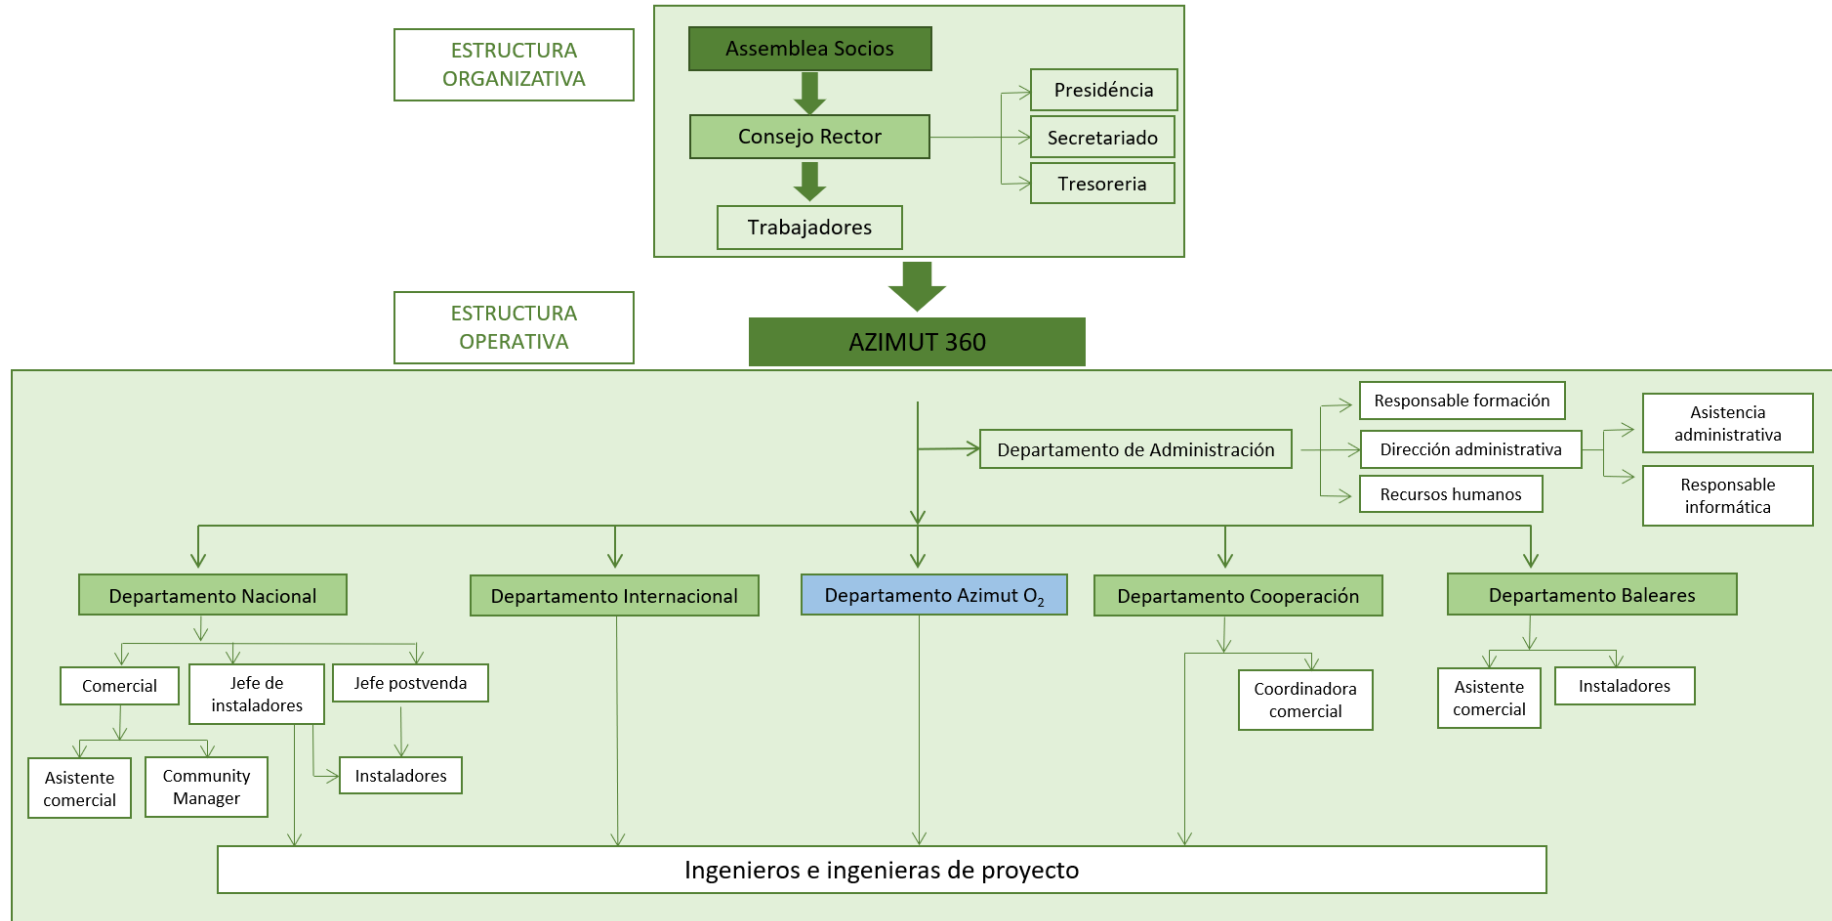 ESTRUCTURA
ORGANIZATIVA
Assemblea Socios
Consejo Rector
Trabajadores
Presidéncia
Secretariado
Tresoreria
ESTRUCTURA
OPERATIVA
AZIMUT 360
Departamento de Administración
Responsable formación
Dirección administrativa
Recursos humanos
Asistencia
administrativa
Responsable
informática
Departamento Nacional
Departamento Internacional
Departamento Azimut O₂
Departamento Cooperación
Departamento Baleares
Comercial
Jefe de
instaladores
Jefe postvenda
Coordinadora
comercial
Asistente
comercial
Instaladores
Asistente
comercial
Community
Manager
Instaladores
Ingenieros e ingenieras de proyecto